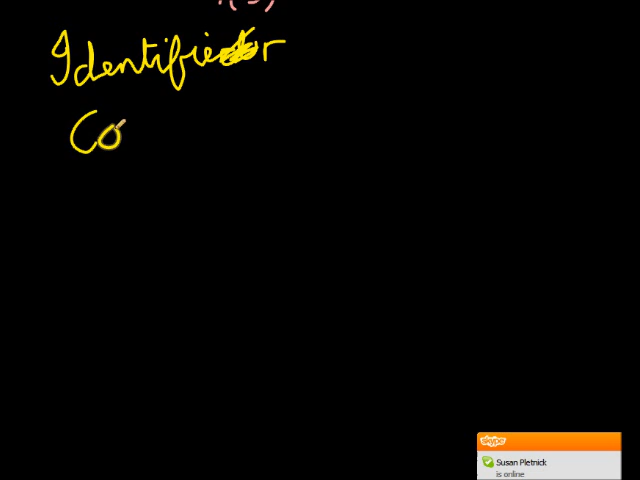 Identifier
Co
skype
Susan Pletnick
is online